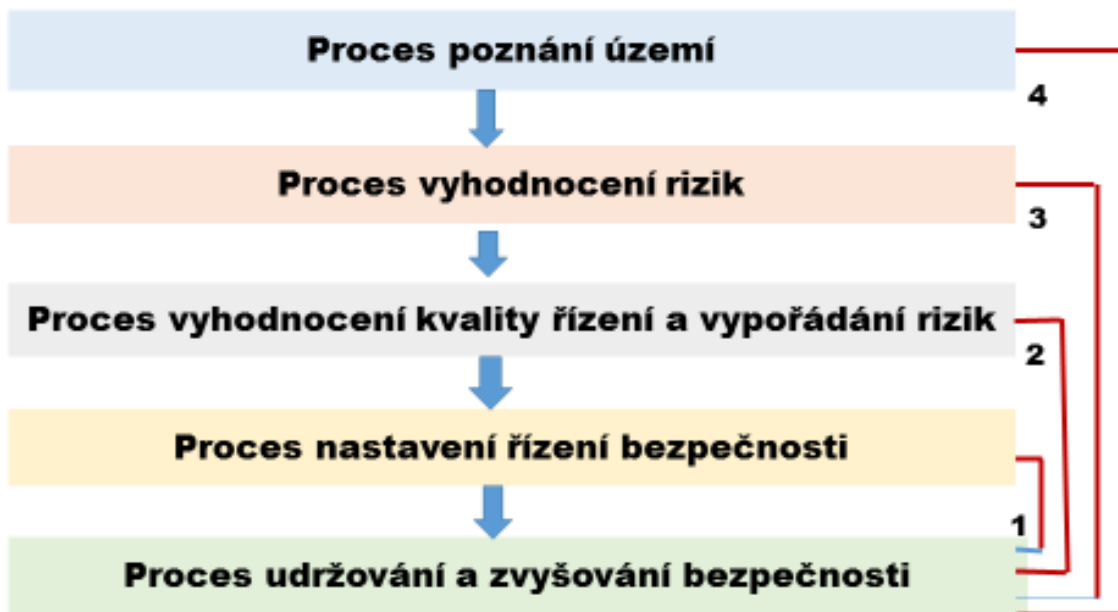 Proces poznání území
4
Proces vyhodnocení rizik
3
Proces vyhodnocení kvality řízení a vypořádání rizik
2
Proces nastavení řízení bezpečnosti
1
Proces udržování a zvyšování bezpečnosti